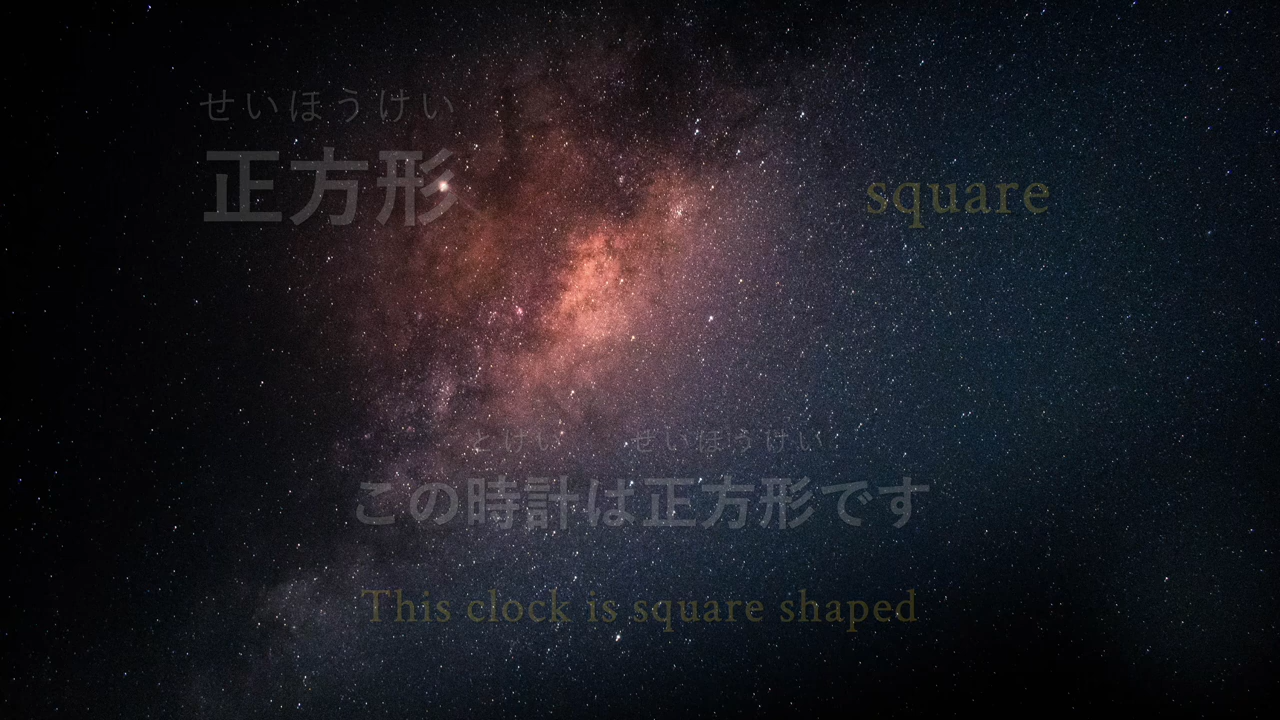 せいほうけい
正方形
square
とけい せいほうけい
この時計は正方形です
This clock is square shaped